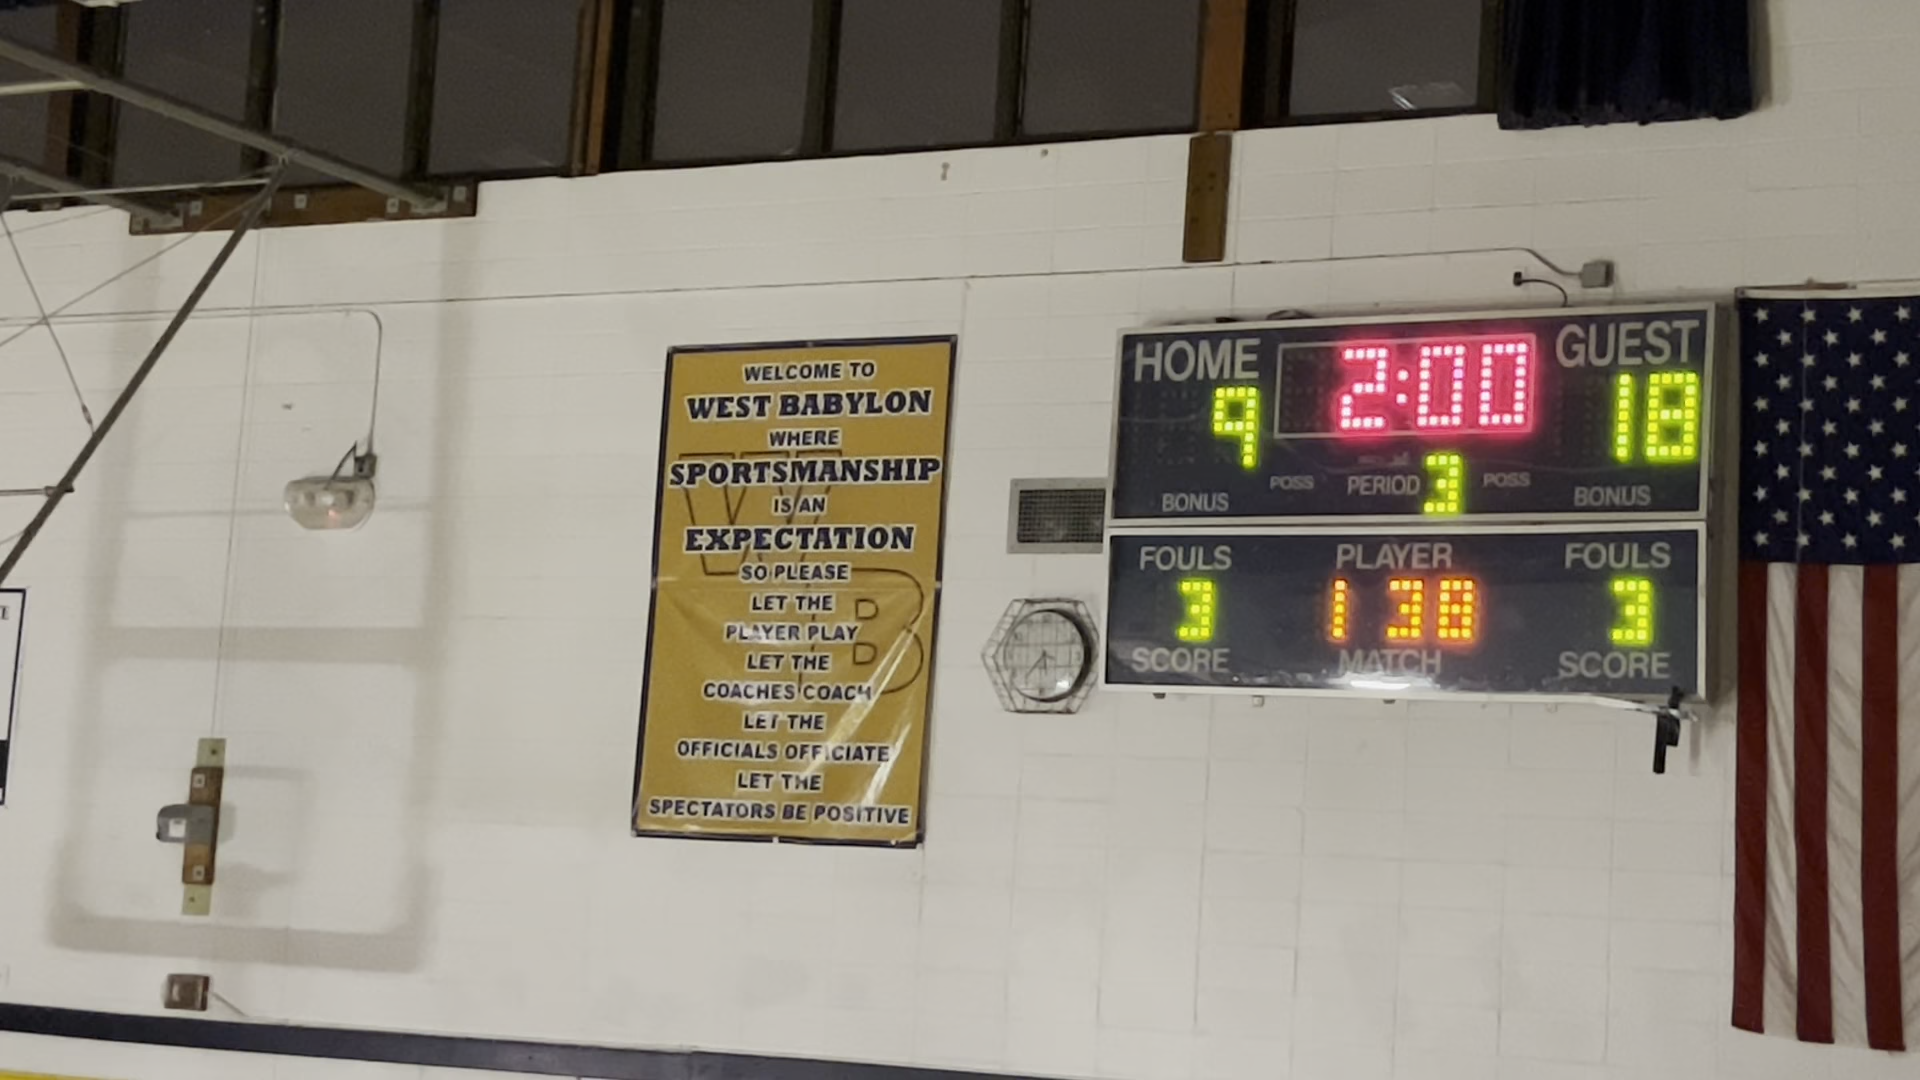 WELCOME TO
WEST BABYLON
WHERE
SPORTSMANSHIP
IS AN
EXPECTATION
SO PLEASE
LET THE
PLAYER PLAY
LET THE
COACHES COACH
LET THE
OFFICIALS OFFICIATE
LET THE
SPECTATORS BE POSITIVE
WB
HOME 2:00 GUEST
9 18
BONUS POSS PERIOD 3 POSS BONUS
FOULS PLAYER FOULS
3 1 38 3
SCORE MATCH SCORE